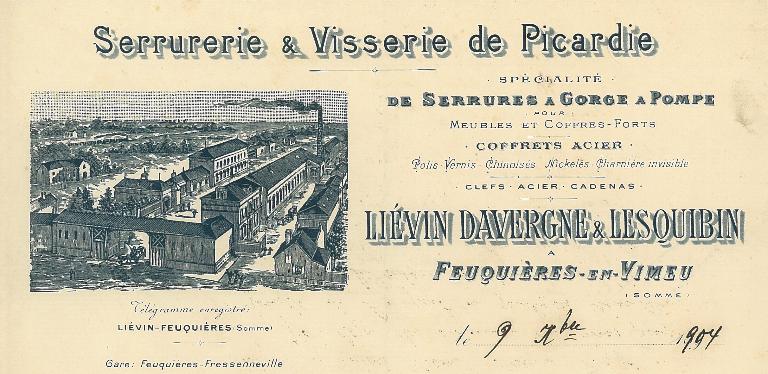 Serrurerie & Visserie de Picardie
· SPÉCIALITÉ ·
DE SERRURES A GORGE A POMPE
POUR
MEUBLES ET COFFRES-FORTS
· COFFRETS ACIER ·
Polis · Vernis · Chinoisés · Nickelés · Charnière invisible
· CLEFS · ACIER · CADENAS ·
LIÉVIN DAVERGNE & LESQUIBIN
A
FEUQUIÈRES-EN-VIMEU
(SOMME)
Télégramme enregistré:
LIÉVIN-FEUQUIÈRES (Somme)
Gare: Feuquières-Fressenneville
le 9 Xbre 1904